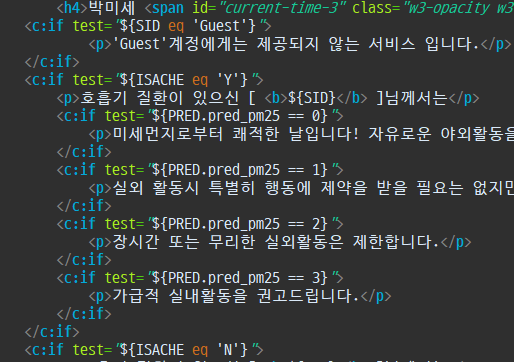 <h4>박미세 <span id="current-time-3" class="w3-opacity w3
<c:if test="${SID eq 'Guest'}">
<p>'Guest'계정에게는 제공되지 않는 서비스 입니다.</p>
</c:if>
<c:if test="${ISACHE eq 'Y'}">
<p>호흡기 질환이 있으신 [ <b>${SID}</b> ]님께서는</p>
<c:if test="${PRED.pred_pm25 == 0}">
<p>미세먼지로부터 쾌적한 날입니다! 자유로운 야외활동을
</c:if>
<c:if test="${PRED.pred_pm25 == 1}">
<p>실외 활동시 특별히 행동에 제약을 받을 필요는 없지만
</c:if>
<c:if test="${PRED.pred_pm25 == 2}">
<p>장시간 또는 무리한 실외활동은 제한합니다.</p>
</c:if>
<c:if test="${PRED.pred_pm25 == 3}">
<p>가급적 실내활동을 권고드립니다.</p>
</c:if>
</c:if>
<c:if test="${ISACHE eq 'N'}">